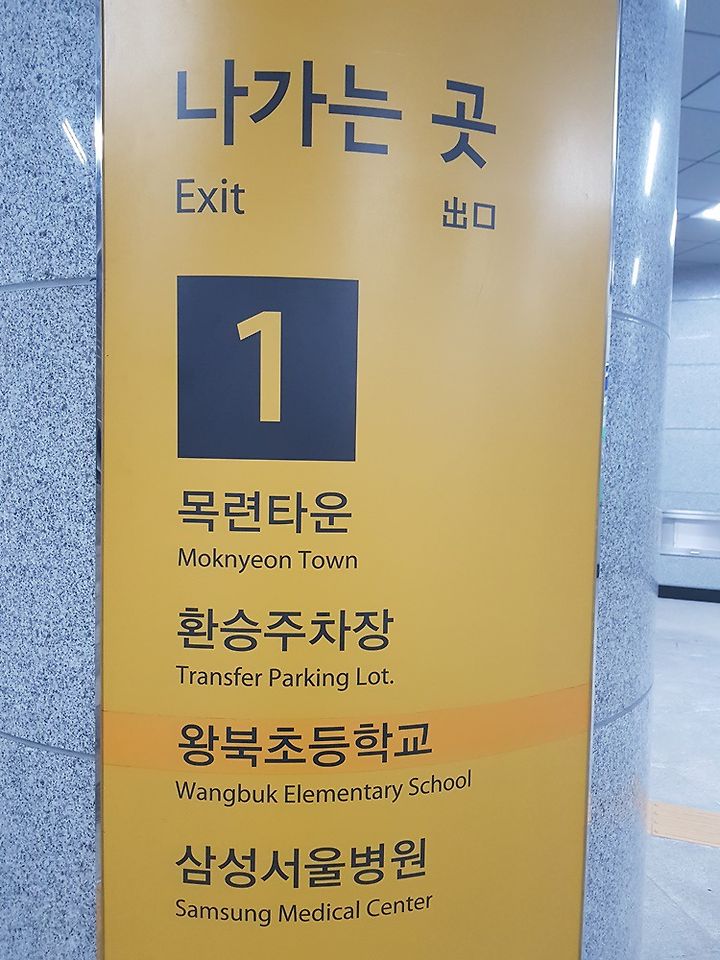 나가는 곳
Exit 出口
1
목련타운
Moknyeon Town
환승주차장
Transfer Parking Lot.
왕북초등학교
Wangbuk Elementary School
삼성서울병원
Samsung Medical Center